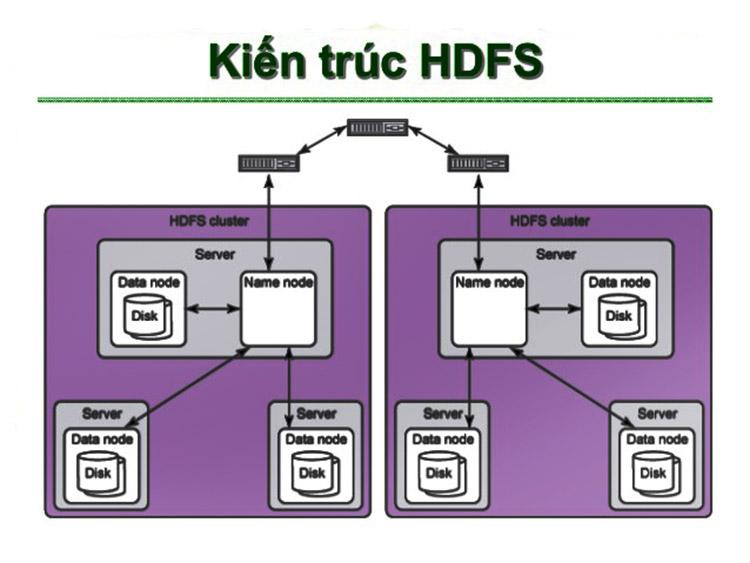 Kiến trúc HDFS
HDFS cluster
Server
Data node
Disk
Name node
Server
Data node
Disk
Server
Data node
Disk
HDFS cluster
Server
Name node
Data node
Disk
Server
Data node
Disk
Server
Data node
Disk